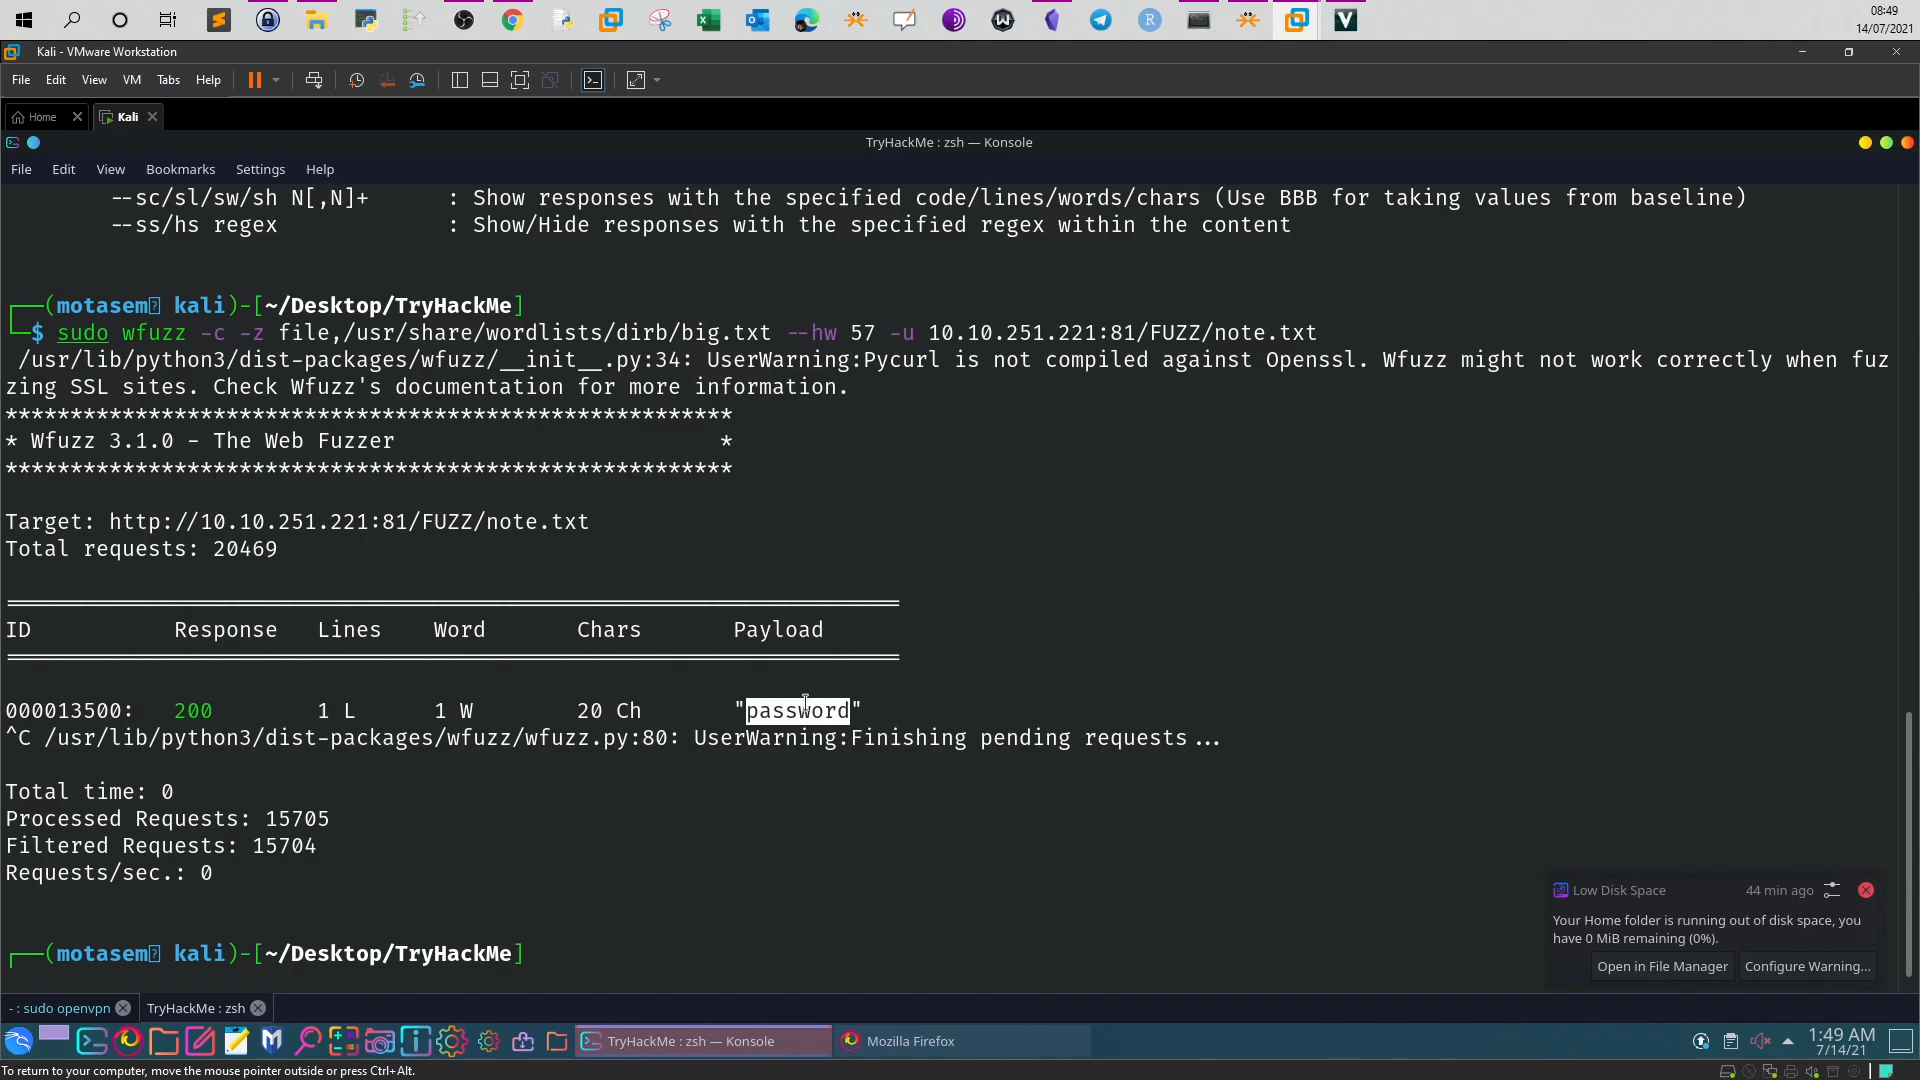 08:49
14/07/2021
Kali - VMware Workstation
File Edit View VM Tabs Help
Home Kali
TryHackMe : zsh — Konsole
File Edit View Bookmarks Settings Help
--sc/sl/sw/sh N[,N]+ : Show responses with the specified code/lines/words/chars (Use BBB for taking values from baseline)
--ss/hs regex : Show/Hide responses with the specified regex within the content
┌──(motasem kali)-[~/Desktop/TryHackMe]
└─$ sudo wfuzz -c -z file,/usr/share/wordlists/dirb/big.txt --hw 57 -u 10.10.251.221:81/FUZZ/note.txt
/usr/lib/python3/dist-packages/wfuzz/__init__.py:34: UserWarning:Pycurl is not compiled against Openssl. Wfuzz might not work correctly when fuz
zing SSL sites. Check Wfuzz's documentation for more information.
********************************************************
* Wfuzz 3.1.0 - The Web Fuzzer *
********************************************************
Target: http://10.10.251.221:81/FUZZ/note.txt
Total requests: 20469
=====================================================================
ID Response Lines Word Chars Payload
=====================================================================
000013500: 200 1 L 1 W 20 Ch "password"
^C /usr/lib/python3/dist-packages/wfuzz/wfuzz.py:80: UserWarning:Finishing pending requests...
Total time: 0
Processed Requests: 15705
Filtered Requests: 15704
Requests/sec.: 0
┌──(motasem kali)-[~/Desktop/TryHackMe]
Low Disk Space 44 min ago
Your Home folder is running out of disk space, you
have 0 MiB remaining (0%).
Open in File Manager Configure Warning...
- : sudo openvpn TryHackMe : zsh
TryHackMe : zsh — Konsole Mozilla Firefox
1:49 AM
7/14/21
To return to your computer, move the mouse pointer outside or press Ctrl+Alt.